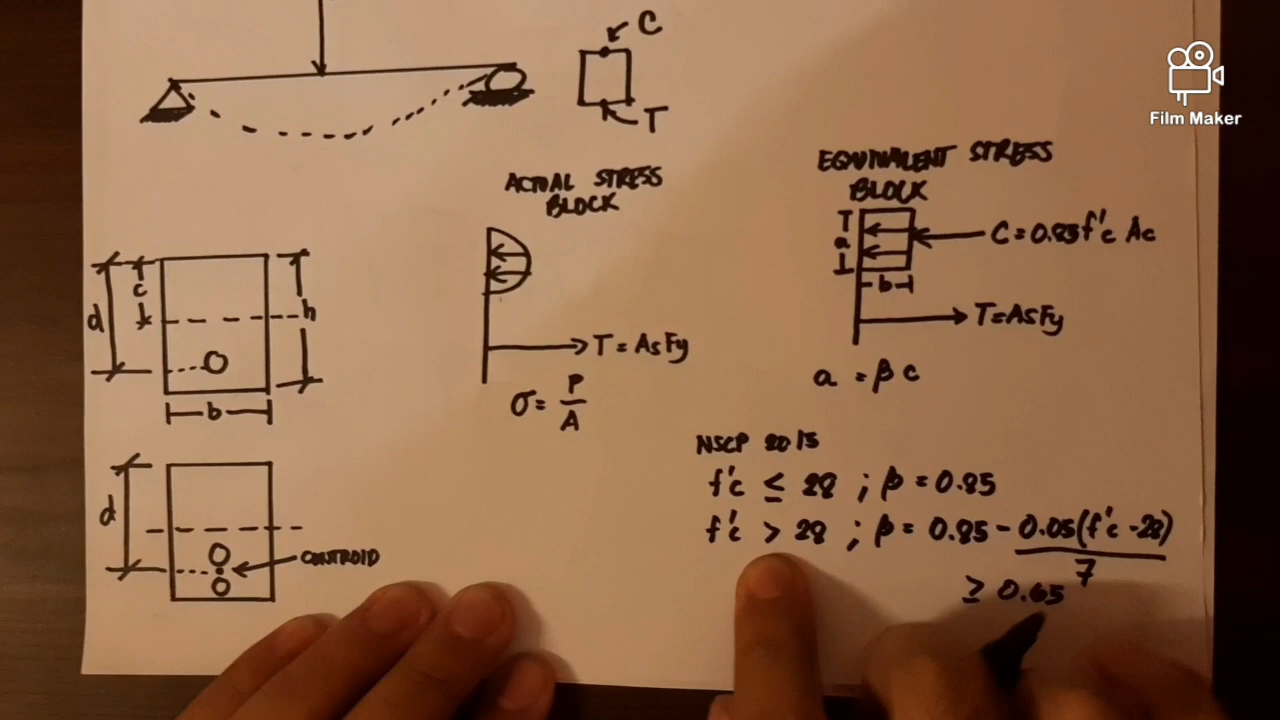 C
T
Film Maker
ACTUAL STRESS
BLOCK
T = AsFy
σ = P
A
EQUIVALENT STRESS
BLOCK
T
a
⊥
b
C = 0.85f'c Ac
T = AsFy
a = β c
d
c
h
b
d
CENTROID
NSCP 2015
f'c ≤ 28 ; β = 0.85
f'c > 28 ; β = 0.85 - 0.05(f'c - 28)
7
≥ 0.65